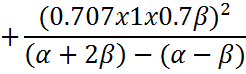 + (0.707x1x0.7β)²
(α + 2β) − (α − β)